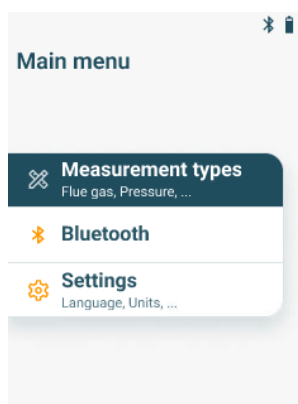 Main menu
Measurement types
Flue gas, Pressure, ...
Bluetooth
Settings
Language, Units, ...